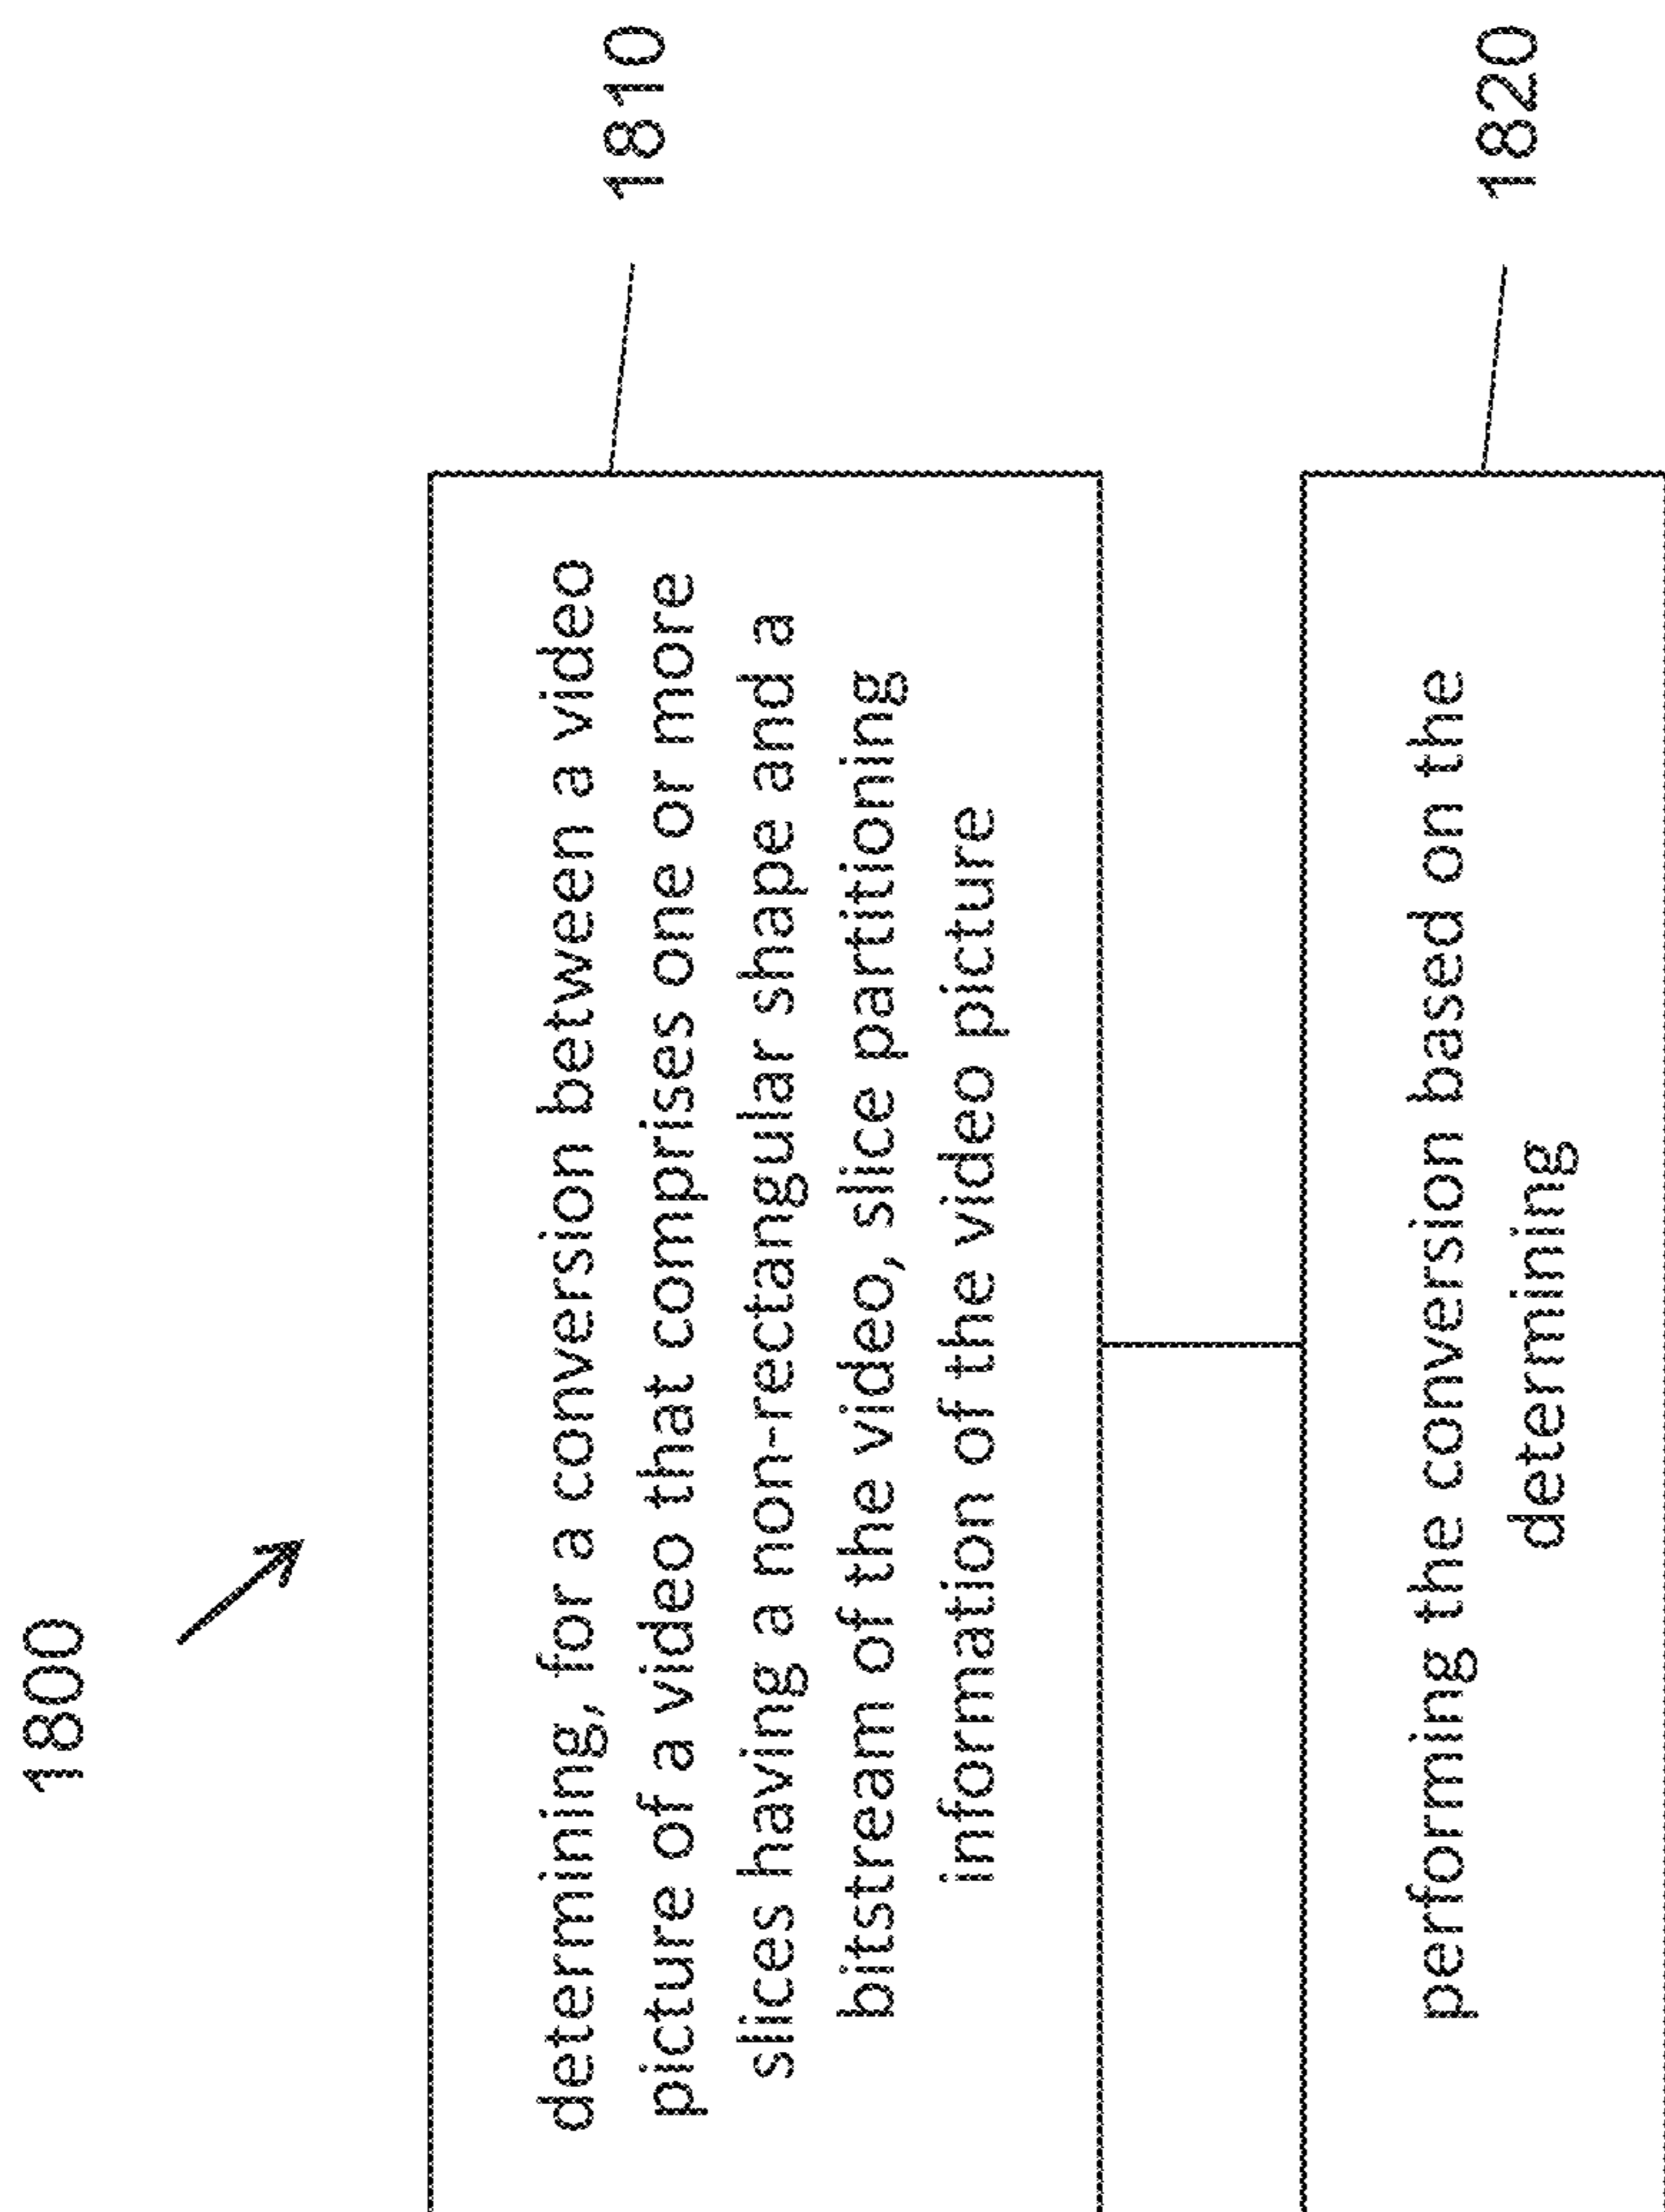 1800
determining, for a conversion between a video
picture of a video that comprises one or more
slices having a non-rectangular shape and a
bitstream of the video, slice partitioning
information of the video picture
1810
performing the conversion based on the
determining
1820